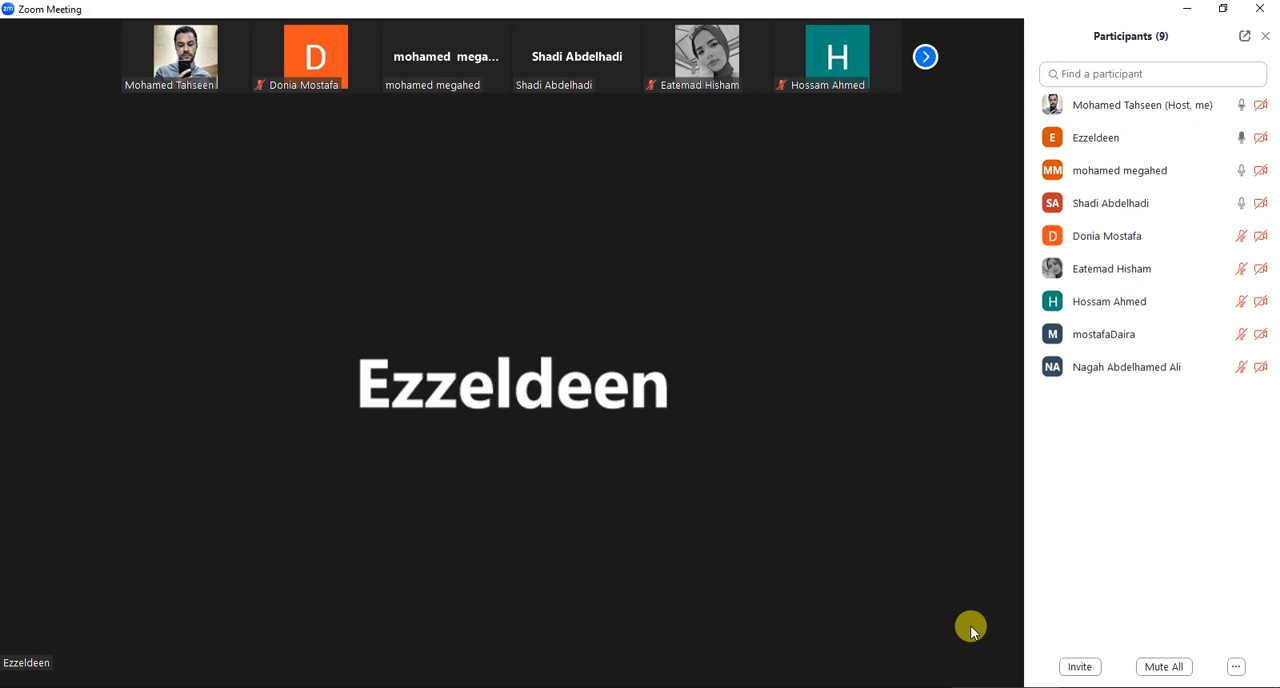 zm Zoom Meeting
D
mohamed mega...
Shadi Abdelhadi
H
Mohamed Tahseen
Donia Mostafa
mohamed megahed
Shadi Abdelhadi
Eatemad Hisham
Hossam Ahmed
Ezzeldeen
Ezzeldeen
Participants (9)
Find a participant
Mohamed Tahseen (Host, me)
E Ezzeldeen
MM mohamed megahed
SA Shadi Abdelhadi
D Donia Mostafa
Eatemad Hisham
H Hossam Ahmed
M mostafaDaira
NA Nagah Abdelhamed Ali
Invite
Mute All
...